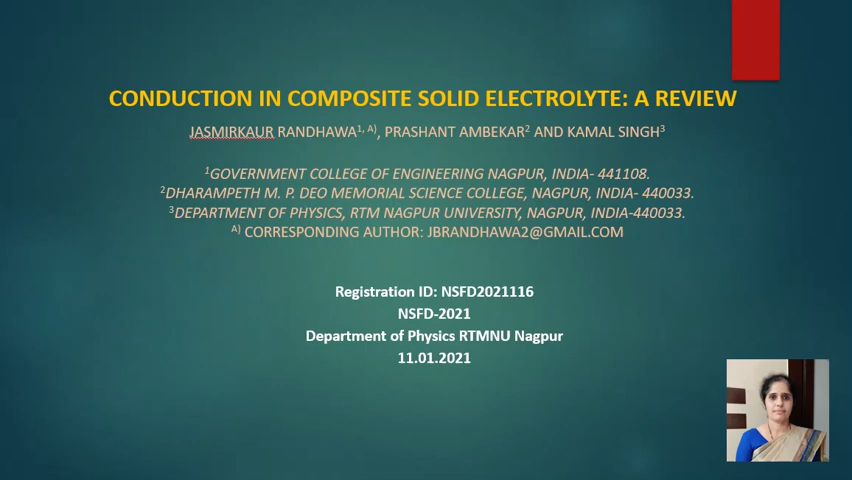 CONDUCTION IN COMPOSITE SOLID ELECTROLYTE: A REVIEW
JASMIRKAUR RANDHAWA1, A), PRASHANT AMBEKAR2 AND KAMAL SINGH3
1GOVERNMENT COLLEGE OF ENGINEERING NAGPUR, INDIA- 441108.
2DHARAMPETH M. P. DEO MEMORIAL SCIENCE COLLEGE, NAGPUR, INDIA- 440033.
3DEPARTMENT OF PHYSICS, RTM NAGPUR UNIVERSITY, NAGPUR, INDIA-440033.
A) CORRESPONDING AUTHOR: JBRANDHAWA2@GMAIL.COM
Registration ID: NSFD2021116
NSFD-2021
Department of Physics RTMNU Nagpur
11.01.2021